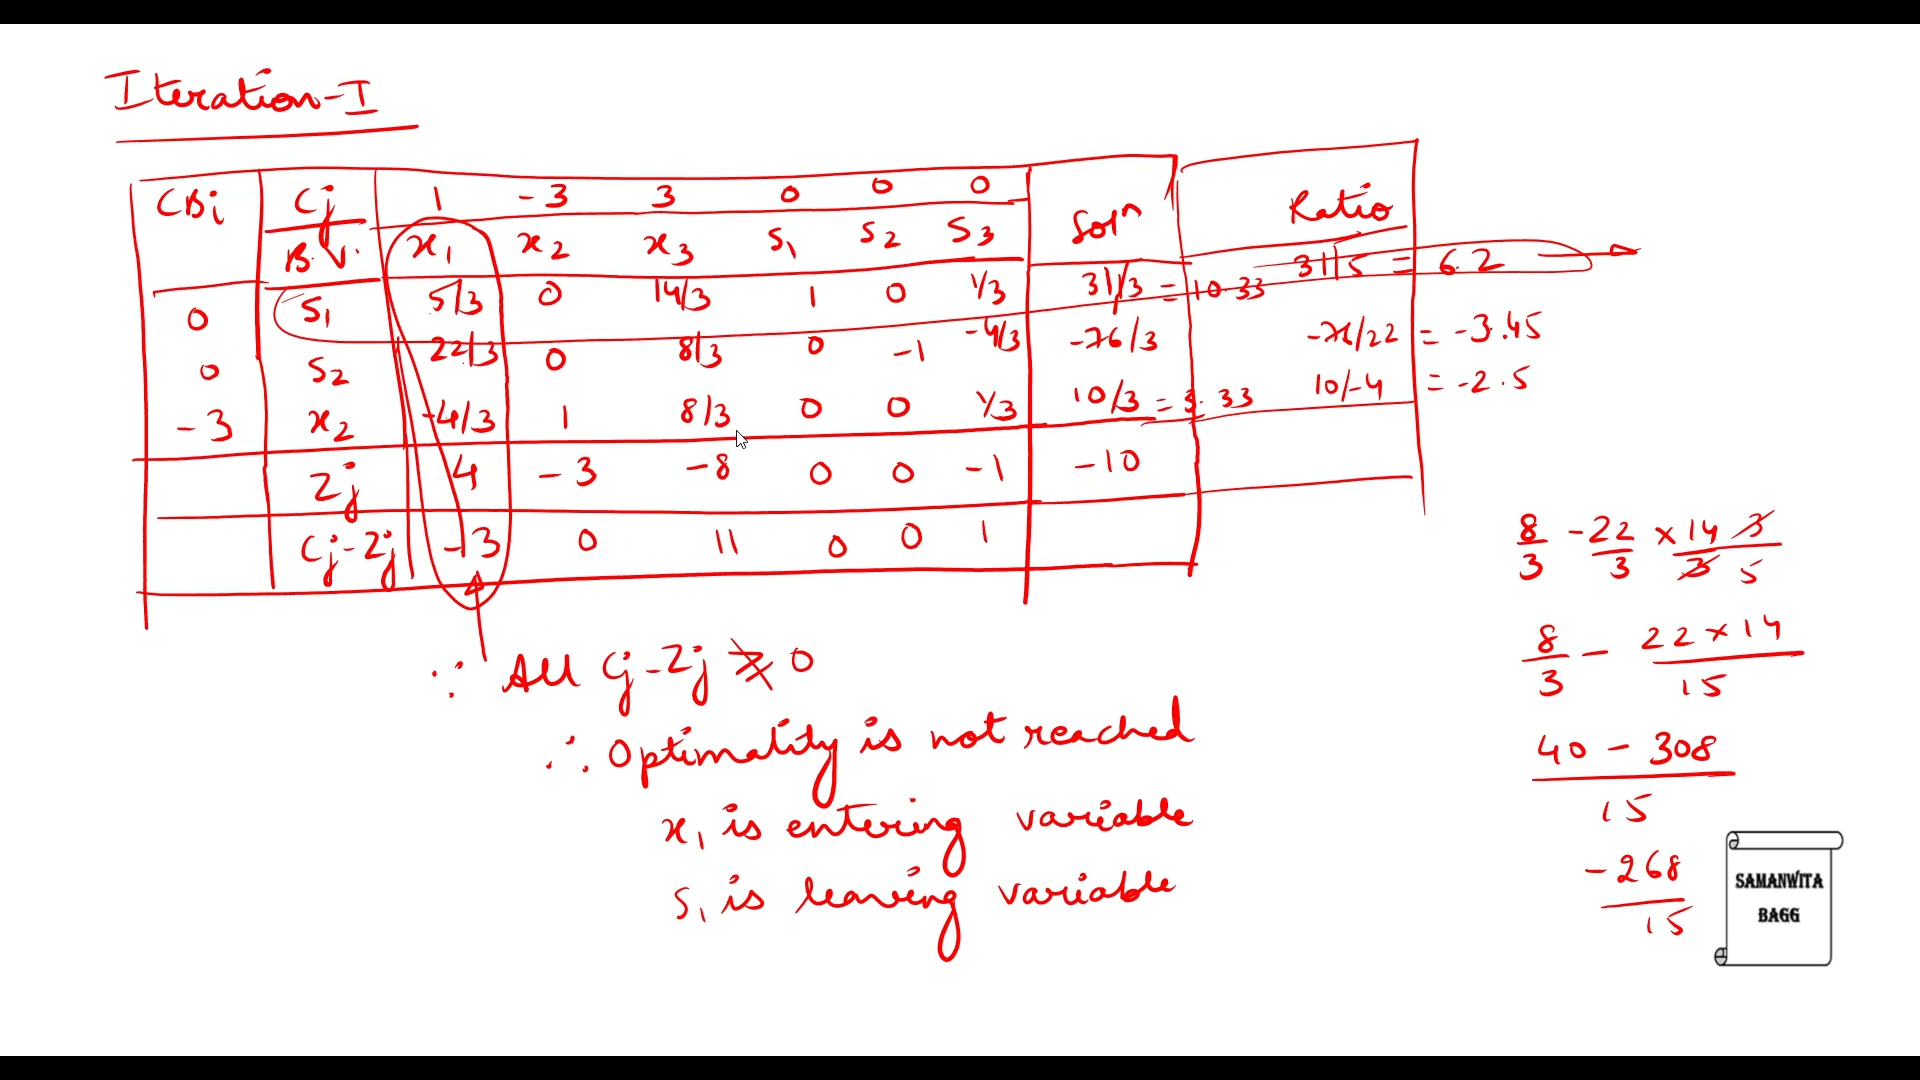 Iteration-I
CBi Cj 1 -3 3 0 0 0 Solⁿ Ratio
B.V. x₁ x₂ x₃ S₁ S₂ S₃
0 S₁ 5/3 0 14/3 1 0 1/3 31/3 = 10.33 31/5 = 6.2
0 S₂ 22/3 0 8/3 0 -1 -4/3 -76/3 -76/22 = -3.45
-3 x₂ -4/3 1 8/3 0 0 1/3 10/3 = 3.33 10/-4 = -2.5
Zj 4 -3 -8 0 0 -1 -10
Cj-Zj -3 0 11 0 0 1
∵ All Cj-Zj ≱ 0
∴ Optimality is not reached
x₁ is entering variable
S₁ is leaving variable
8/3 - 22/3 × 14/3 3/5
8/3 - 22×14/15
40 - 308/15
-268/15
SAMANWITA
BAGG